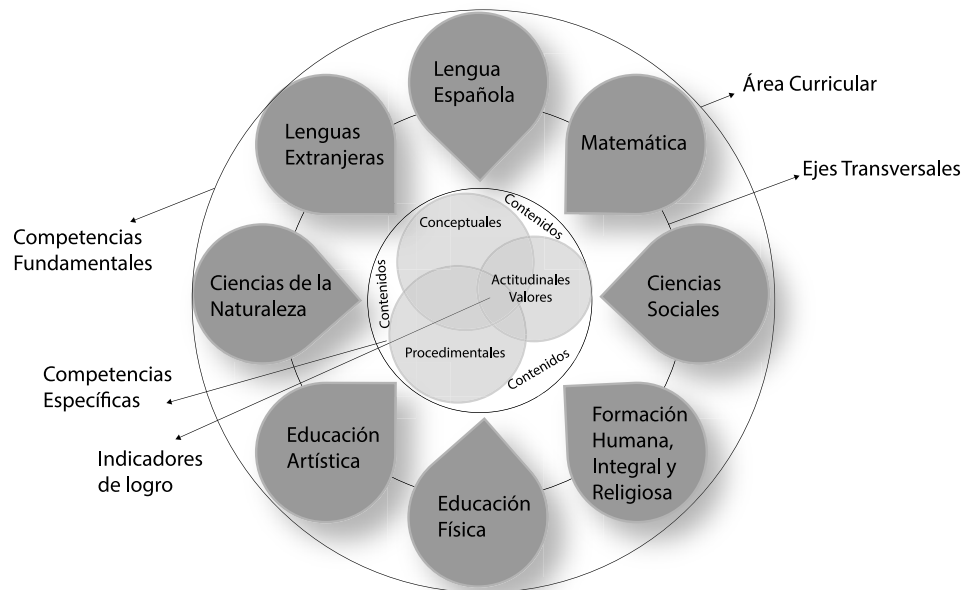 Lengua
Española
Lenguas
Extranjeras
Matemática
Área Curricular
Ejes Transversales
Competencias
Fundamentales
Conceptuales
Contenidos
Contenidos
Actitudinales
Valores
Ciencias de la
Naturaleza
Ciencias
Sociales
Procedimentales
Contenidos
Competencias
Específicas
Indicadores
de logro
Educación
Artística
Formación
Humana,
Integral y
Religiosa
Educación
Física